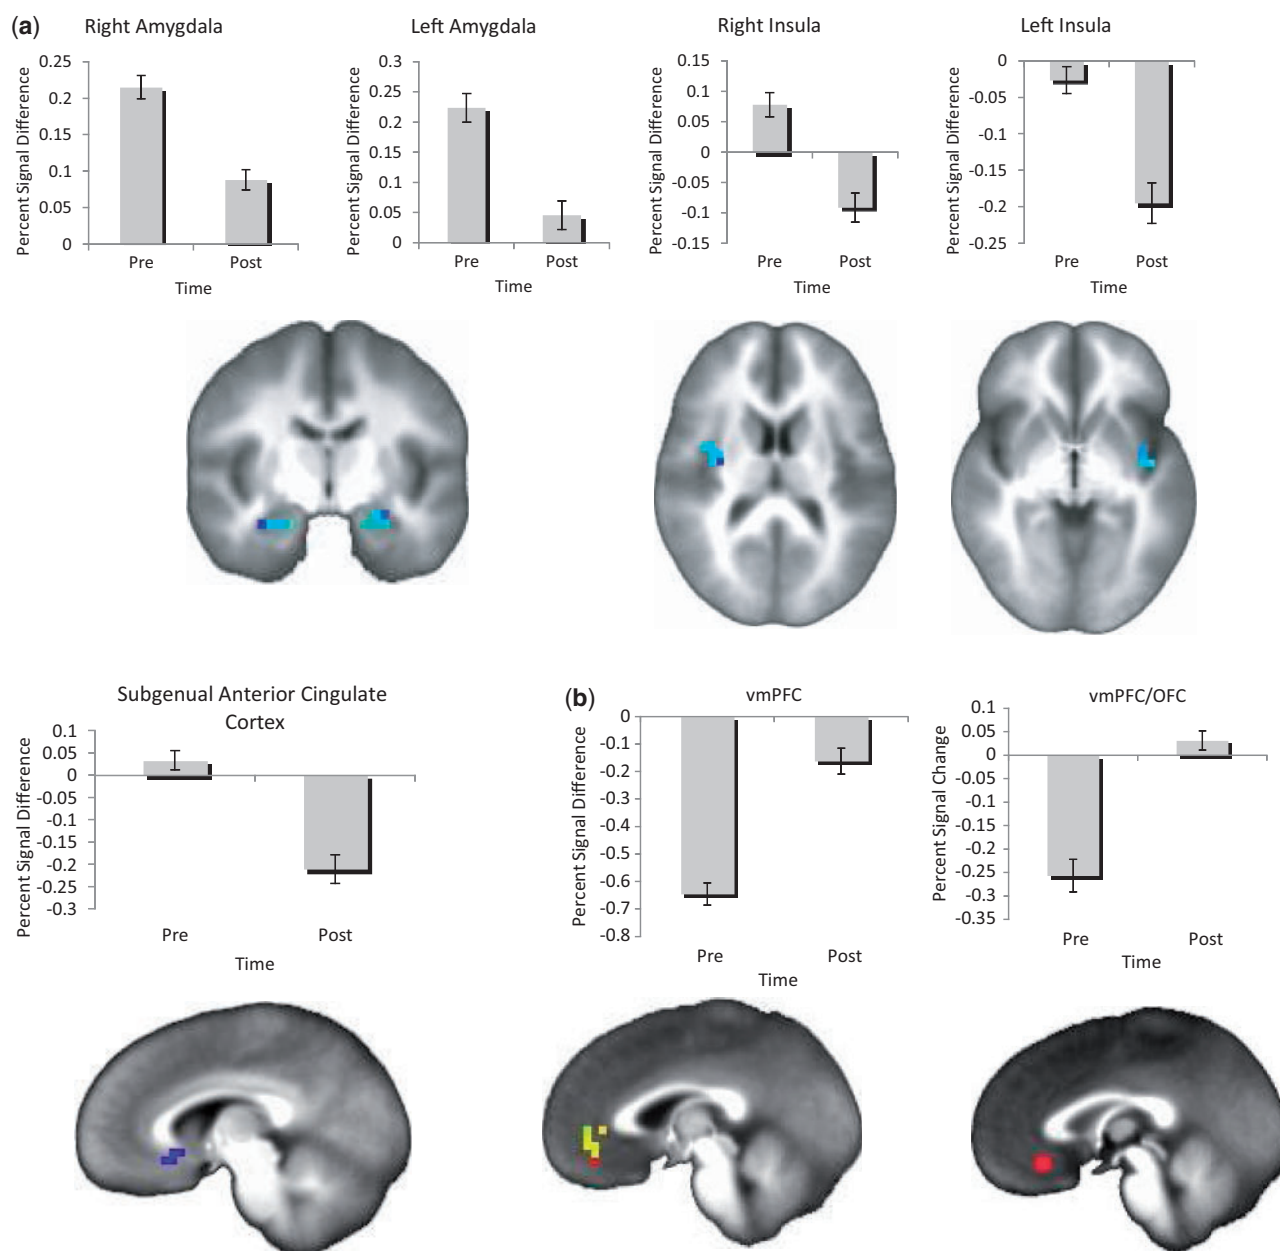 (a)
Right Amygdala
Percent Signal Difference
0.25
0.2
0.15
0.1
0.05
0
Pre Post
Time
Left Amygdala
Percent Signal Difference
0.3
0.25
0.2
0.15
0.1
0.05
0
Pre Post
Time
Right Insula
Percent Signal Difference
0.15
0.1
0.05
0
-0.05
-0.1
-0.15
Pre Post
Time
Left Insula
Percent Signal Difference
0
-0.05
-0.1
-0.15
-0.2
-0.25
Pre Post
Time
Subgenual Anterior Cingulate
Cortex
Percent Signal Difference
0.1
0.05
0
-0.05
-0.1
-0.15
-0.2
-0.25
-0.3
Pre Post
Time
(b)
vmPFC
Percent Signal Difference
0
-0.1
-0.2
-0.3
-0.4
-0.5
-0.6
-0.7
-0.8
Pre Post
Time
vmPFC/OFC
Percent Signal Change
0.1
0.05
0
-0.05
-0.1
-0.15
-0.2
-0.25
-0.3
-0.35
Pre Post
Time